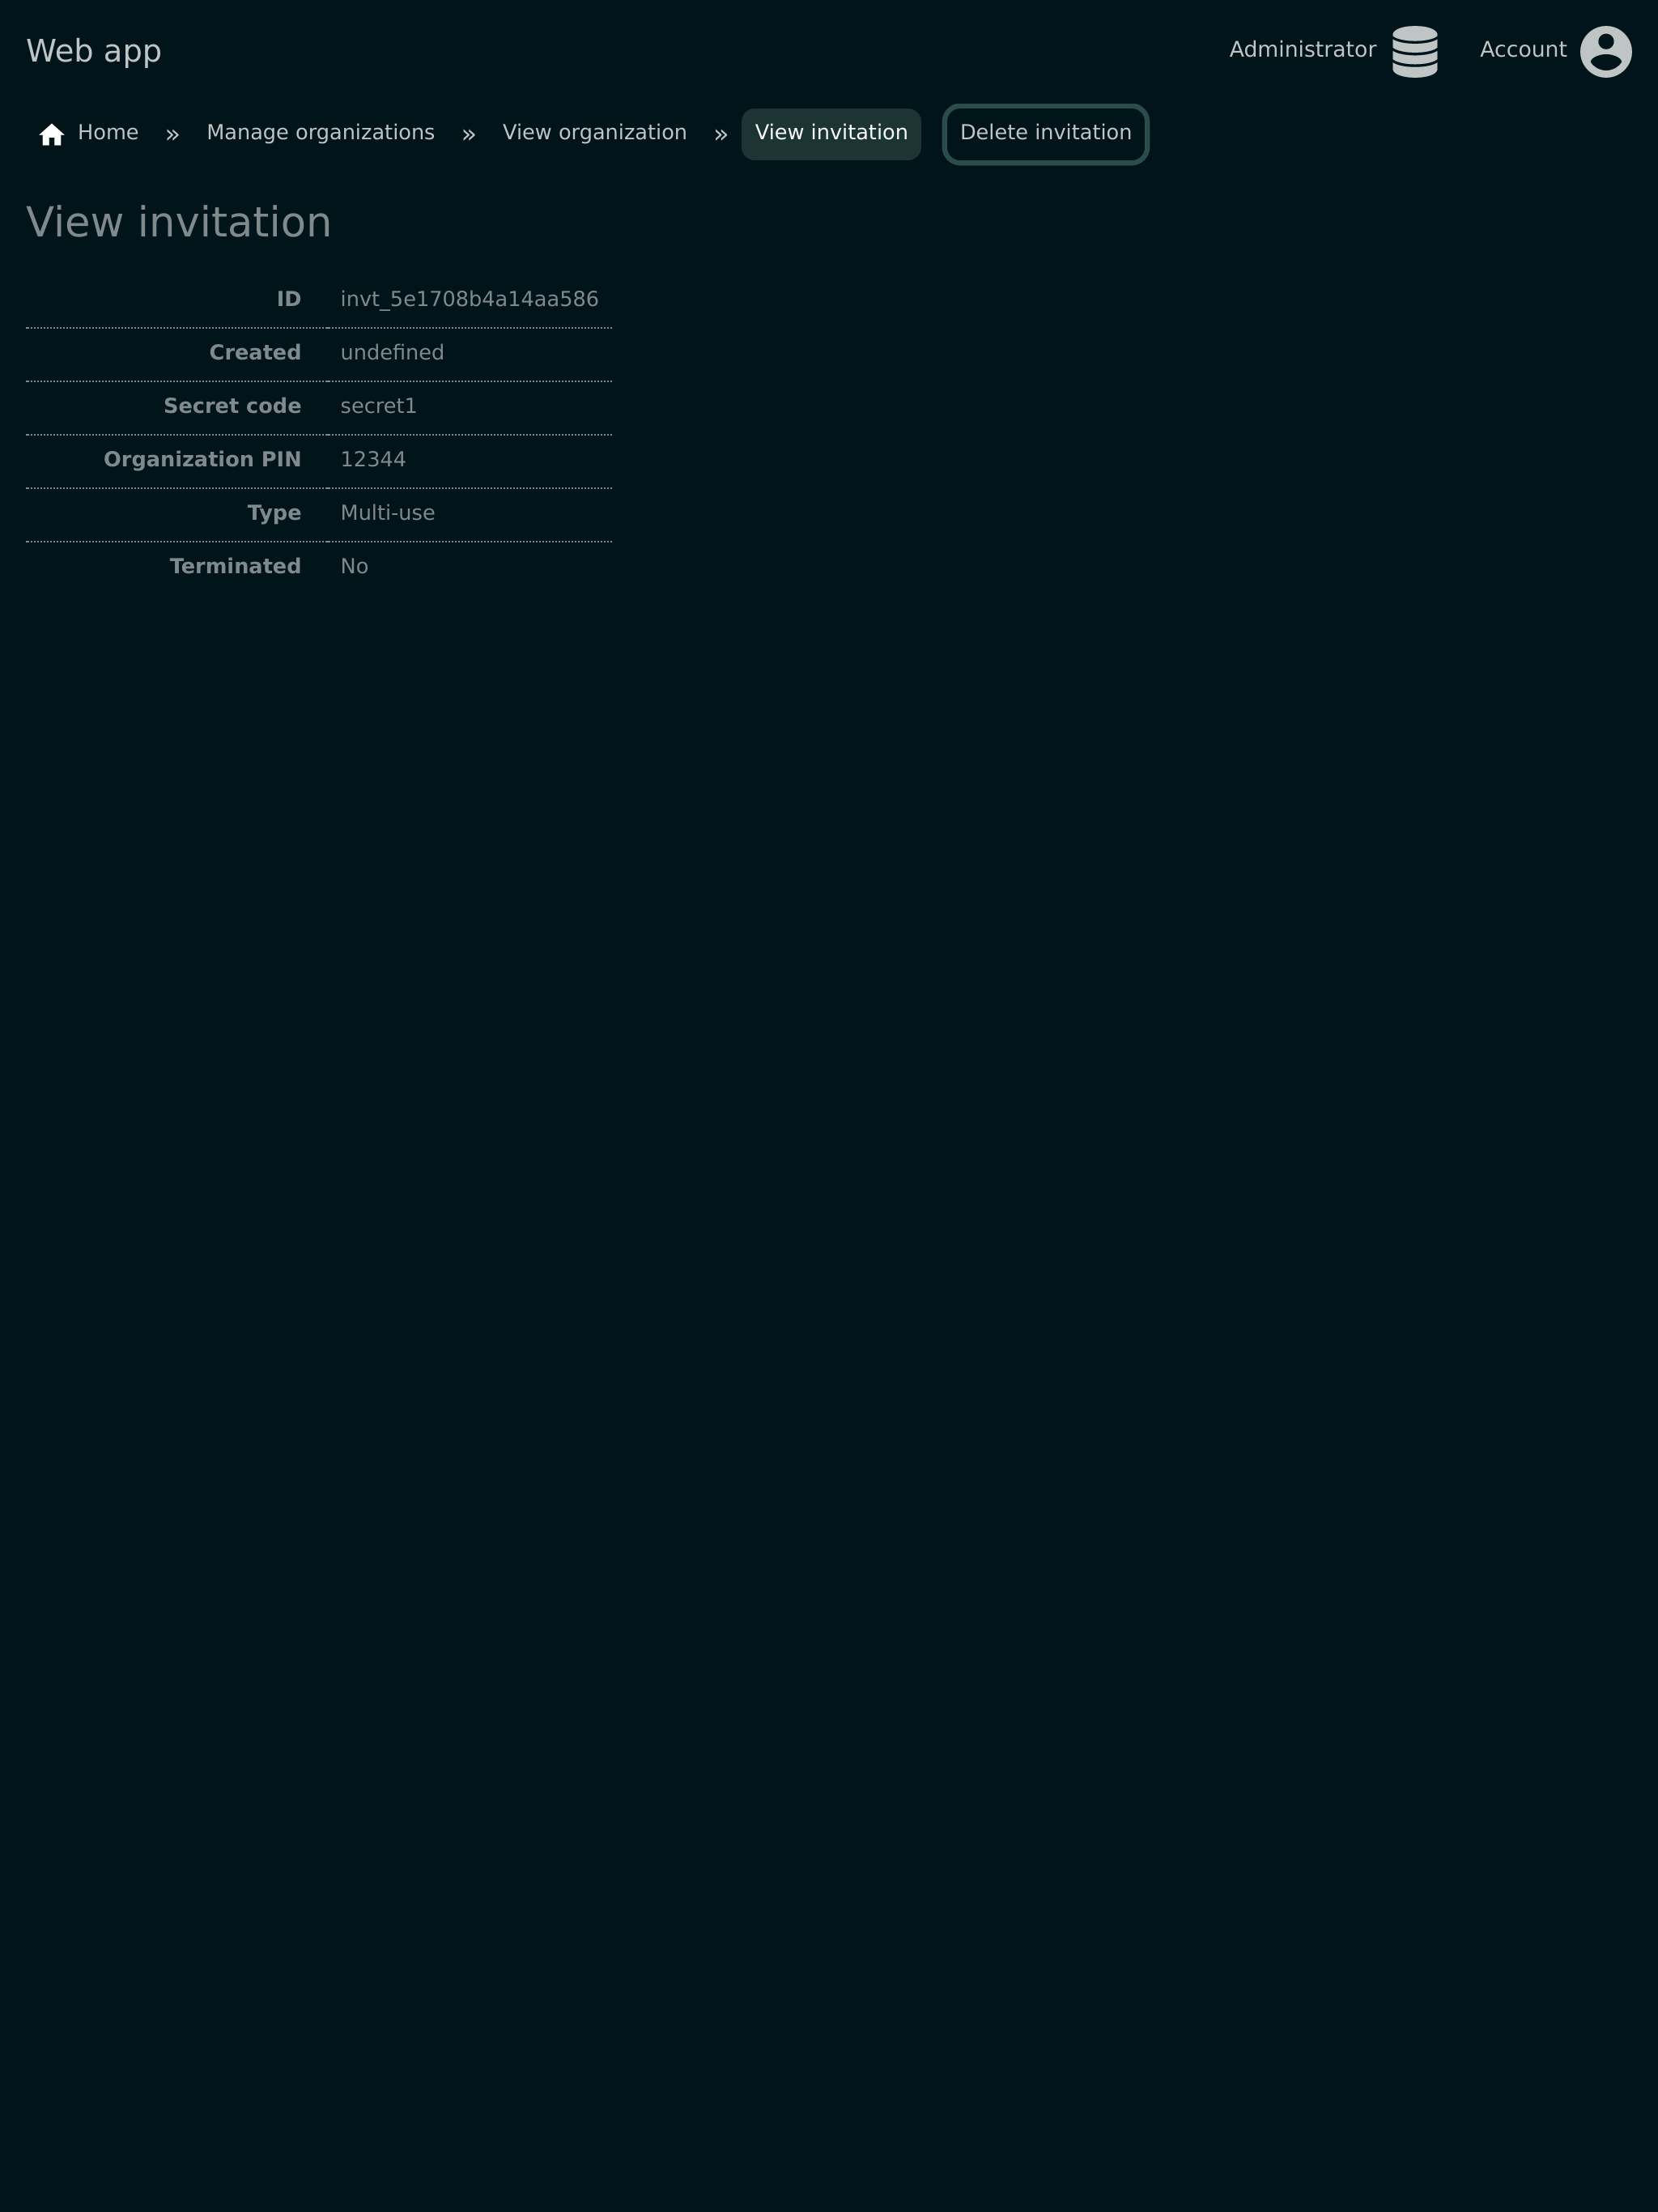 Web app
Administrator
Account
Home » Manage organizations » View organization » View invitation Delete invitation
View invitation
ID invt_5e1708b4a14aa586
Created undefined
Secret code secret1
Organization PIN 12344
Type Multi-use
Terminated No